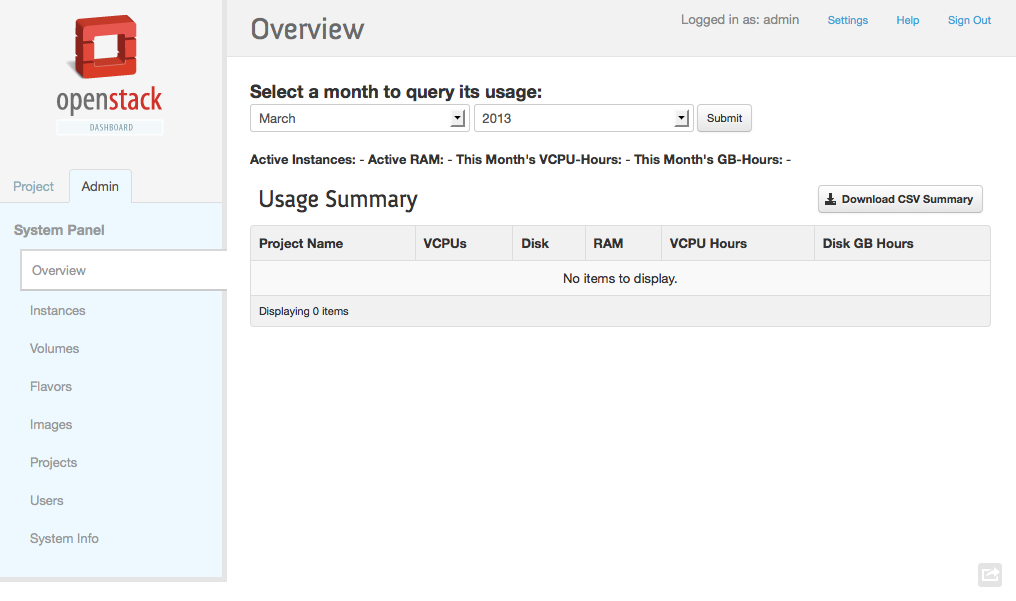 openstack
DASHBOARD
Project Admin
System Panel
Overview
Instances
Volumes
Flavors
Images
Projects
Users
System Info
Overview
Logged in as: admin Settings Help Sign Out
Select a month to query its usage:
March 2013 Submit
Active Instances: - Active RAM: - This Month's VCPU-Hours: - This Month's GB-Hours: -
Usage Summary
Download CSV Summary
Project Name VCPUs Disk RAM VCPU Hours Disk GB Hours
No items to display.
Displaying 0 items